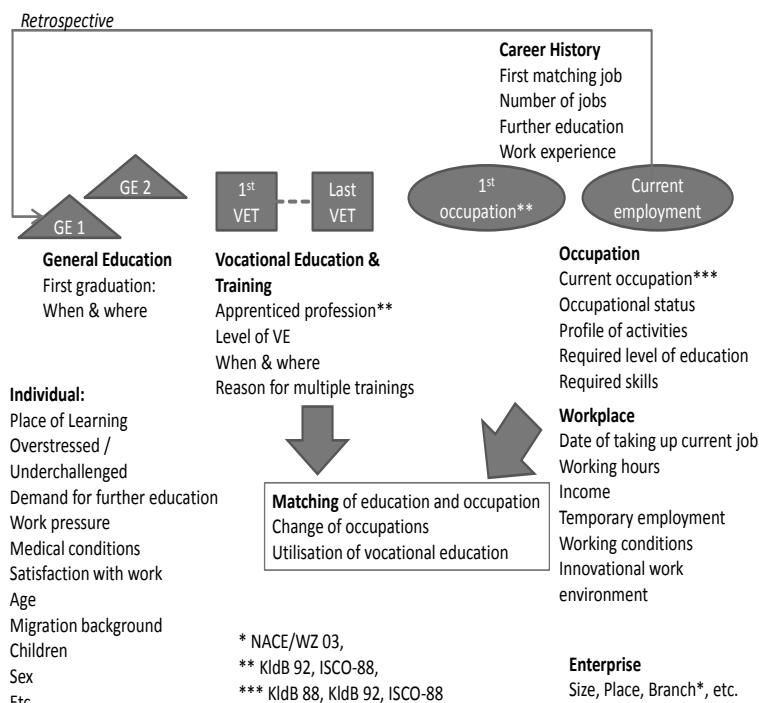 Retrospective
Career History
First matching job
Number of jobs
Further education
Work experience
GE 1
GE 2
1st
VET
Last
VET
1st
occupation**
Current
employment
General Education
First graduation:
When & where
Vocational Education &
Training
Apprenticed profession**
Level of VE
When & where
Reason for multiple trainings
Occupation
Current occupation***
Occupational status
Profile of activities
Required level of education
Required skills
Individual:
Place of Learning
Overstressed /
Underchallenged
Demand for further education
Work pressure
Medical conditions
Satisfaction with work
Age
Migration background
Children
Sex
Etc
Matching of education and occupation
Change of occupations
Utilisation of vocational education
Workplace
Date of taking up current job
Working hours
Income
Temporary employment
Working conditions
Innovational work
environment
* NACE/WZ 03,
** KldB 92, ISCO-88,
*** KldB 88, KldB 92, ISCO-88
Enterprise
Size, Place, Branch*, etc.